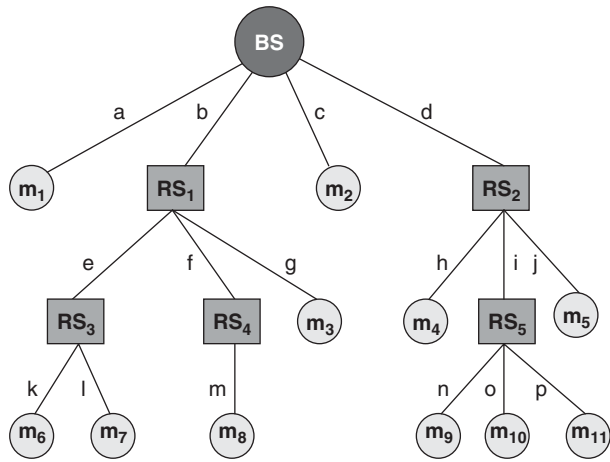 BS
a b c d
m₁ RS₁ m₂ RS₂
e f g h i j
RS₃ RS₄ m₃ m₄ RS₅ m₅
k l m n o p
m₆ m₇ m₈ m₉ m₁₀ m₁₁